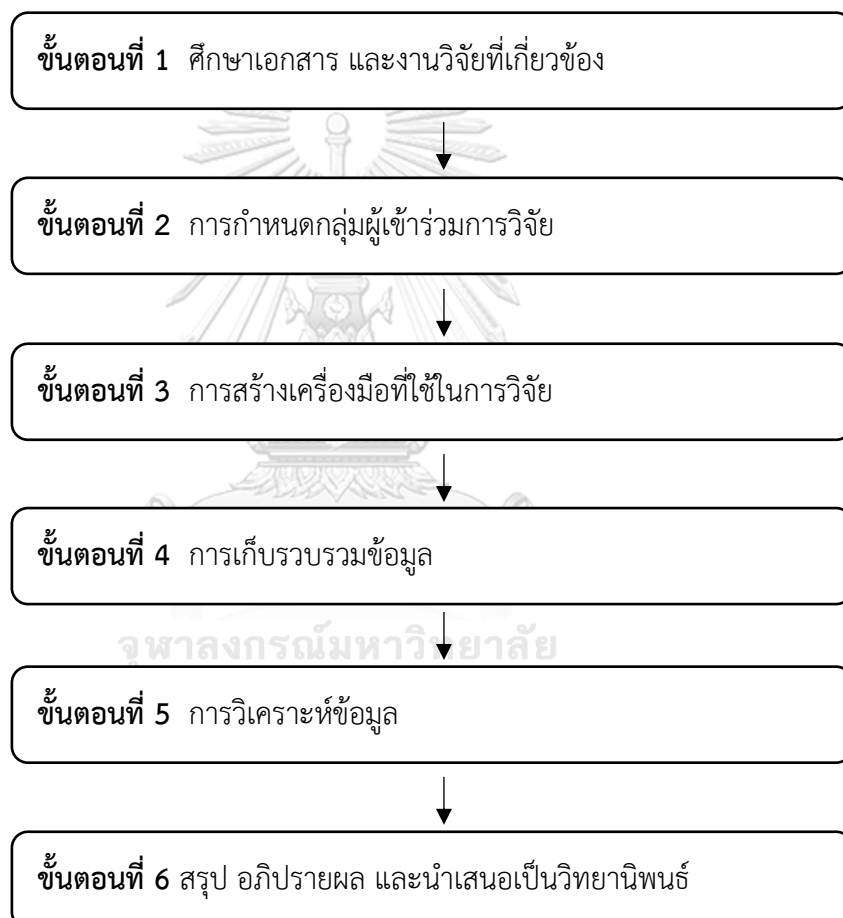 ขั้นตอนที่ 1 ศึกษาเอกสาร และงานวิจัยที่เกี่ยวข้อง
ขั้นตอนที่ 2 การกำหนดกลุ่มผู้เข้าร่วมการวิจัย
ขั้นตอนที่ 3 การสร้างเครื่องมือที่ใช้ในการวิจัย
ขั้นตอนที่ 4 การเก็บรวบรวมข้อมูล
จุฬาลงกรณ์มหาวิทยาลัย
ขั้นตอนที่ 5 การวิเคราะห์ข้อมูล
ขั้นตอนที่ 6 สรุป อภิปรายผล และนำเสนอเป็นวิทยานิพนธ์